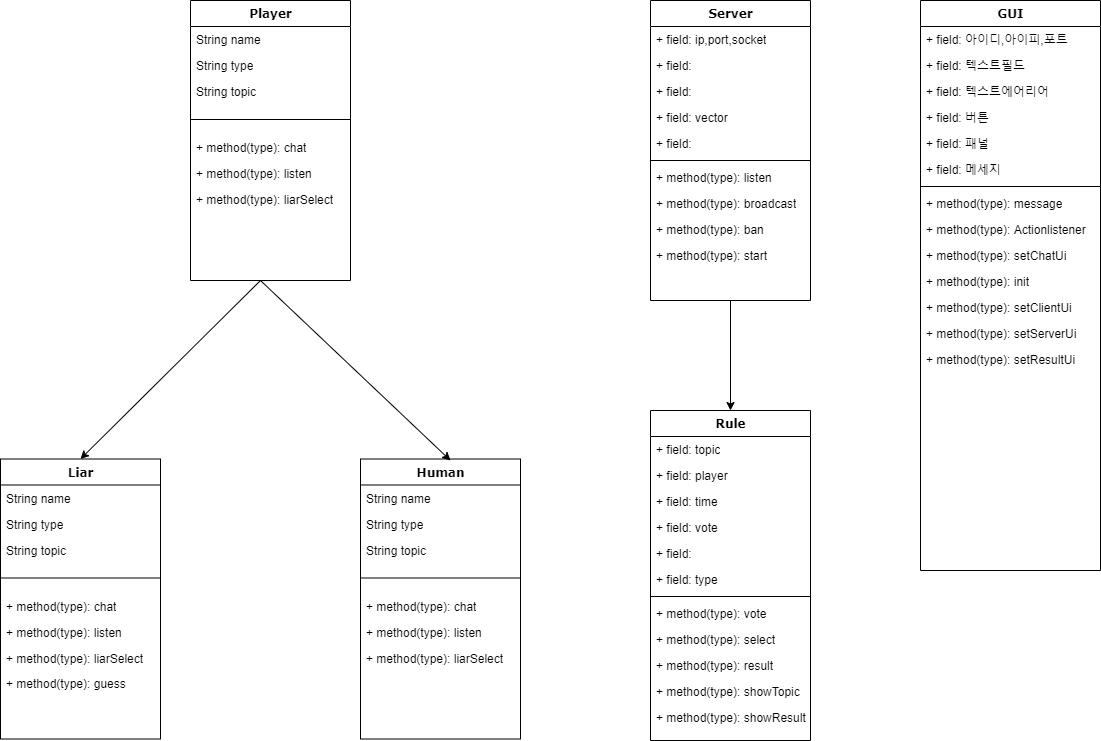 Player
String name
String type
String topic
+ method(type): chat
+ method(type): listen
+ method(type): liarSelect
Server
+ field: ip,port,socket
+ field:
+ field:
+ field: vector
+ field:
+ method(type): listen
+ method(type): broadcast
+ method(type): ban
+ method(type): start
GUI
+ field: 아이디,아이피,포트
+ field: 텍스트필드
+ field: 텍스트에어리어
+ field: 버튼
+ field: 패널
+ field: 메세지
+ method(type): message
+ method(type): Actionlistener
+ method(type): setChatUi
+ method(type): init
+ method(type): setClientUi
+ method(type): setServerUi
+ method(type): setResultUi
Liar
String name
String type
String topic
+ method(type): chat
+ method(type): listen
+ method(type): liarSelect
+ method(type): guess
Human
String name
String type
String topic
+ method(type): chat
+ method(type): listen
+ method(type): liarSelect
Rule
+ field: topic
+ field: player
+ field: time
+ field: vote
+ field:
+ field: type
+ method(type): vote
+ method(type): select
+ method(type): result
+ method(type): showTopic
+ method(type): showResult